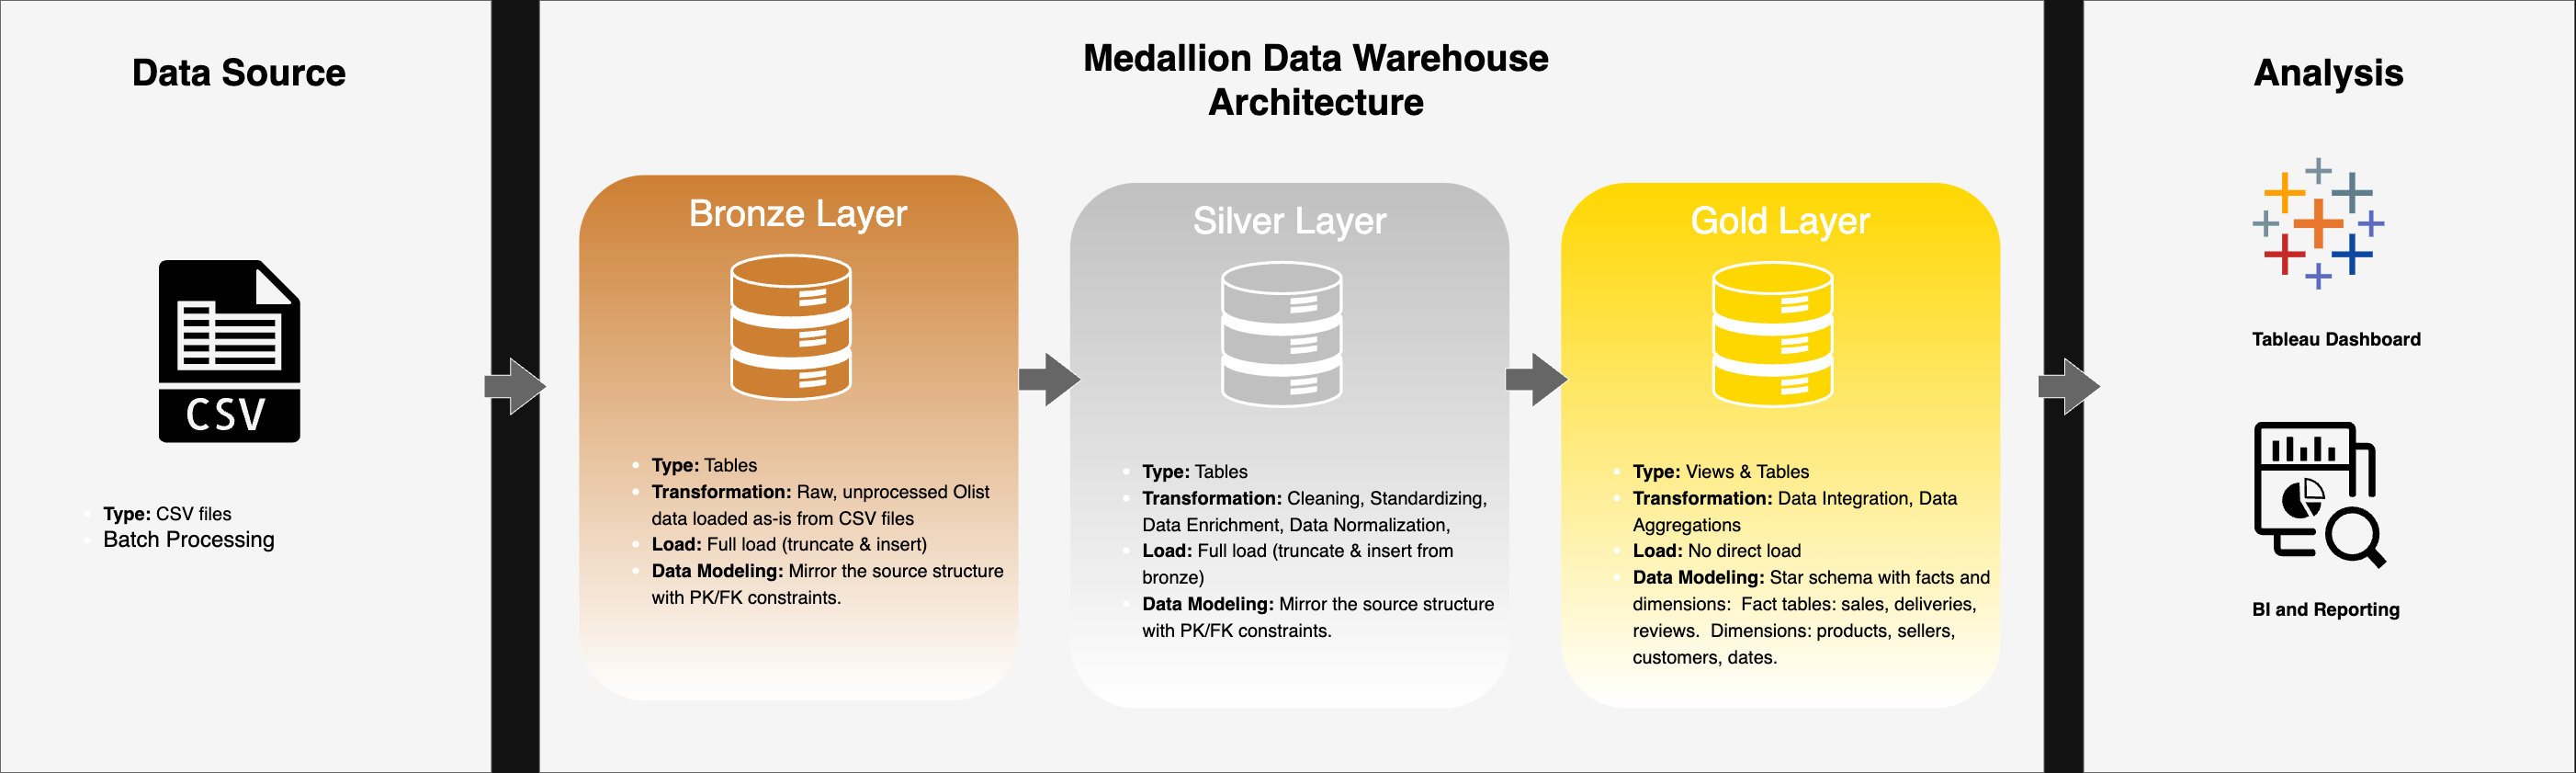 Data Source
CSV
Type: CSV files
Batch Processing
Medallion Data Warehouse
Architecture
Bronze Layer
Type: Tables
Transformation: Raw, unprocessed Olist
data loaded as-is from CSV files
Load: Full load (truncate & insert)
Data Modeling: Mirror the source structure
with PK/FK constraints.
Silver Layer
Type: Tables
Transformation: Cleaning, Standardizing,
Data Enrichment, Data Normalization,
Load: Full load (truncate & insert from
bronze)
Data Modeling: Mirror the source structure
with PK/FK constraints.
Gold Layer
Type: Views & Tables
Transformation: Data Integration, Data
Aggregations
Load: No direct load
Data Modeling: Star schema with facts and
dimensions:  Fact tables: sales, deliveries,
reviews.  Dimensions: products, sellers,
customers, dates.
Analysis
Tableau Dashboard
BI and Reporting